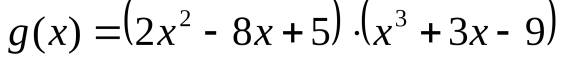 g(x) = (2x² - 8x + 5) · (x³ + 3x - 9)